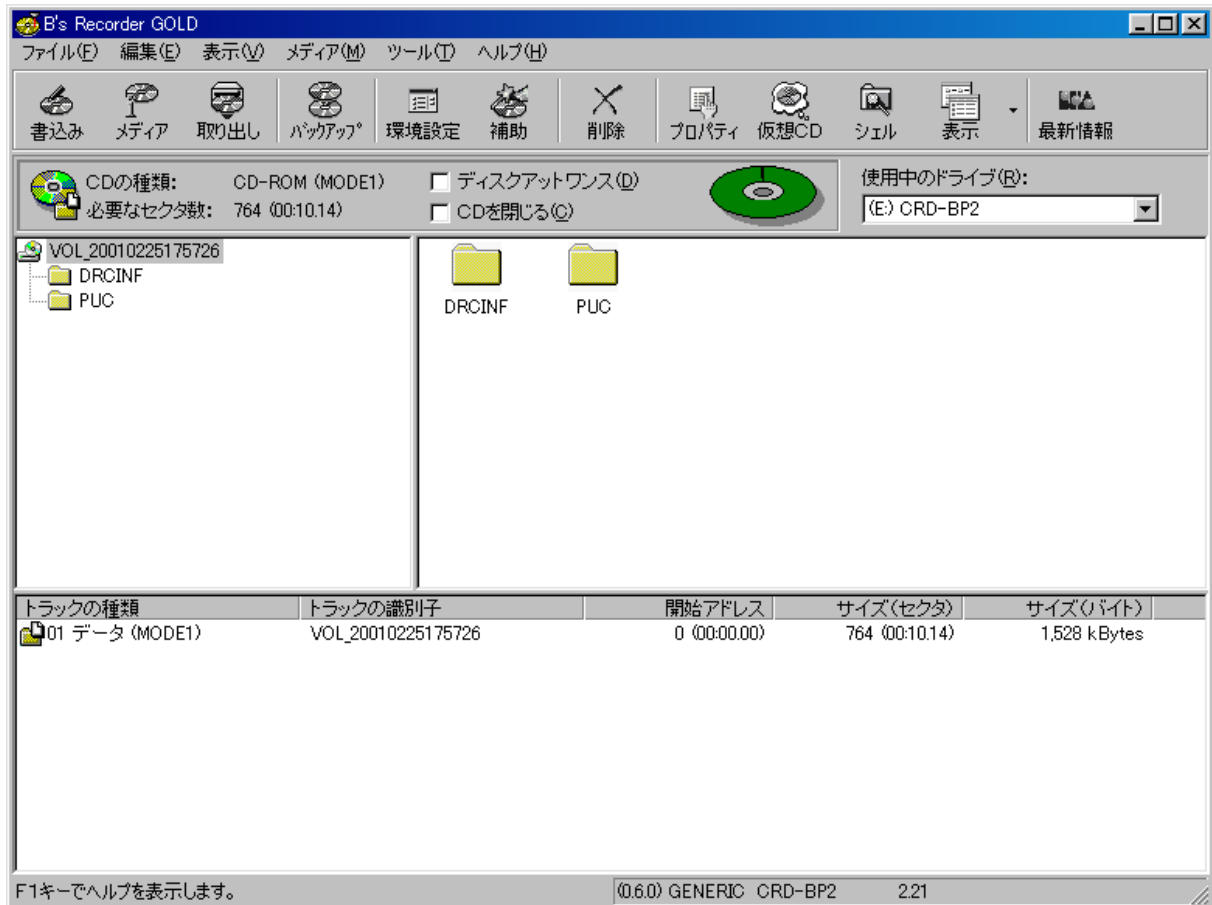 B's Recorder GOLD
ファイル(F) 編集(E) 表示(V) メディア(M) ツール(T) ヘルプ(H)
書込み メディア 取り出し バックアップ 環境設定 補助 削除 プロパティ 仮想CD シェル 表示 最新情報
CDの種類: CD-ROM (MODE1) ディスクアットワンス(D) 使用中のドライブ(R):
必要なセクタ数: 764 (00:10.14) CDを閉じる(C) (E:) CRD-BP2
VOL_20010225175726
DRCINF
PUC
DRCINF PUC
トラックの種類 トラックの識別子 開始アドレス サイズ(セクタ) サイズ(バイト)
01 データ (MODE1) VOL_20010225175726 0 (00:00.00) 764 (00:10.14) 1,528 kBytes
F1キーでヘルプを表示します。 (0.6.0) GENERIC CRD-BP2 2.21